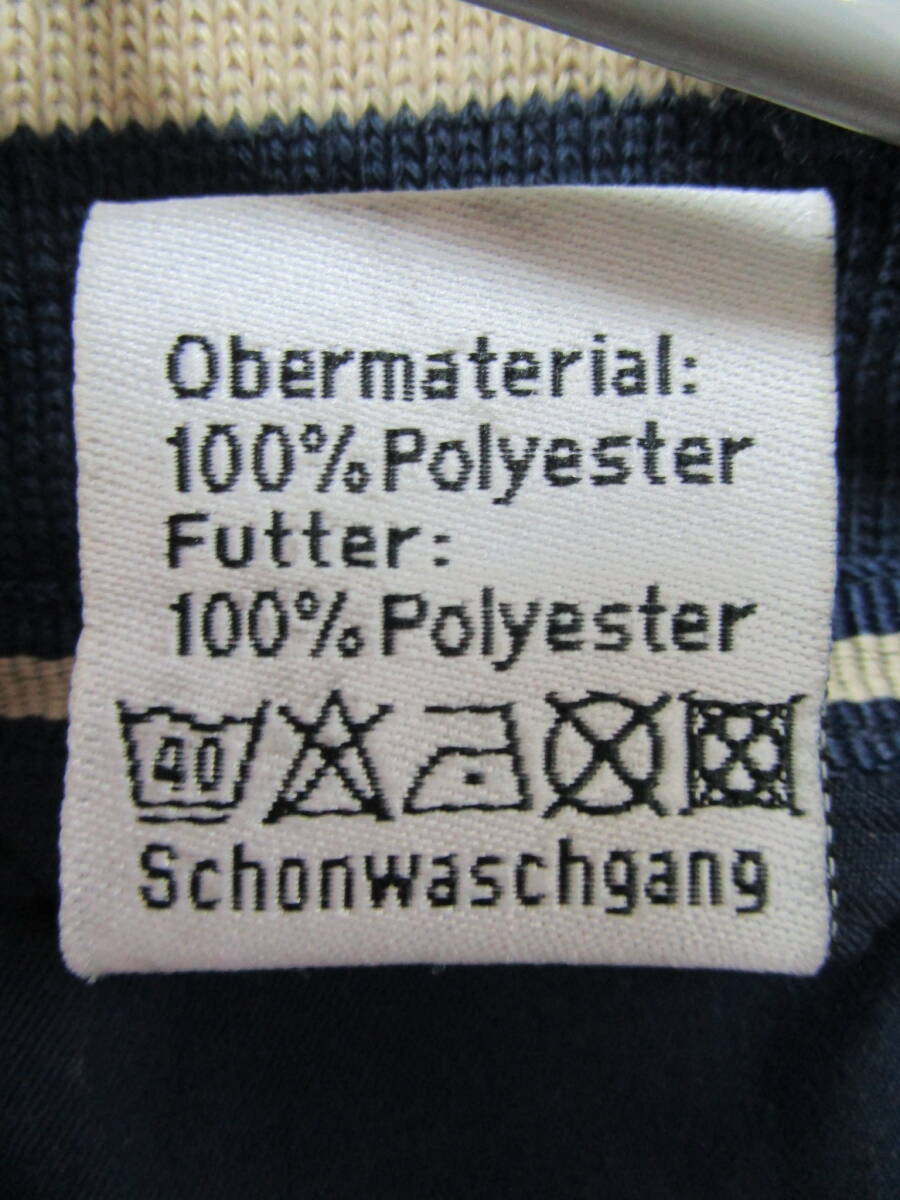 Obermaterial:
100% Polyester
Futter:
100% Polyester
40
Schonwaschgang